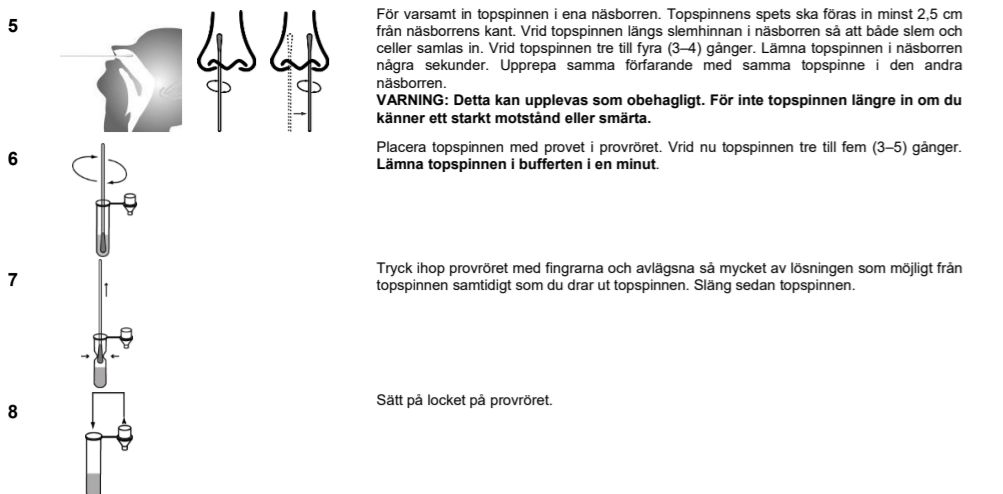 5
För varsamt in topspinnen i ena näsborren. Topspinnens spets ska föras in minst 2,5 cm
från näsborrens kant. Vrid topspinnen längs slemhinnan i näsborren så att både slem och
celler samlas in. Vrid topspinnen tre till fyra (3–4) gånger. Lämna topspinnen i näsborren
några sekunder. Upprepa samma förfarande med samma topspinne i den andra
näsborren.
VARNING: Detta kan upplevas som obehagligt. För inte topspinnen längre in om du
känner ett starkt motstånd eller smärta.
6
Placera topspinnen med provet i provröret. Vrid nu topspinnen tre till fem (3–5) gånger.
Lämna topspinnen i bufferten i en minut.
7
Tryck ihop provröret med fingrarna och avlägsna så mycket av lösningen som möjligt från
topspinnen samtidigt som du drar ut topspinnen. Släng sedan topspinnen.
8
Sätt på locket på provröret.